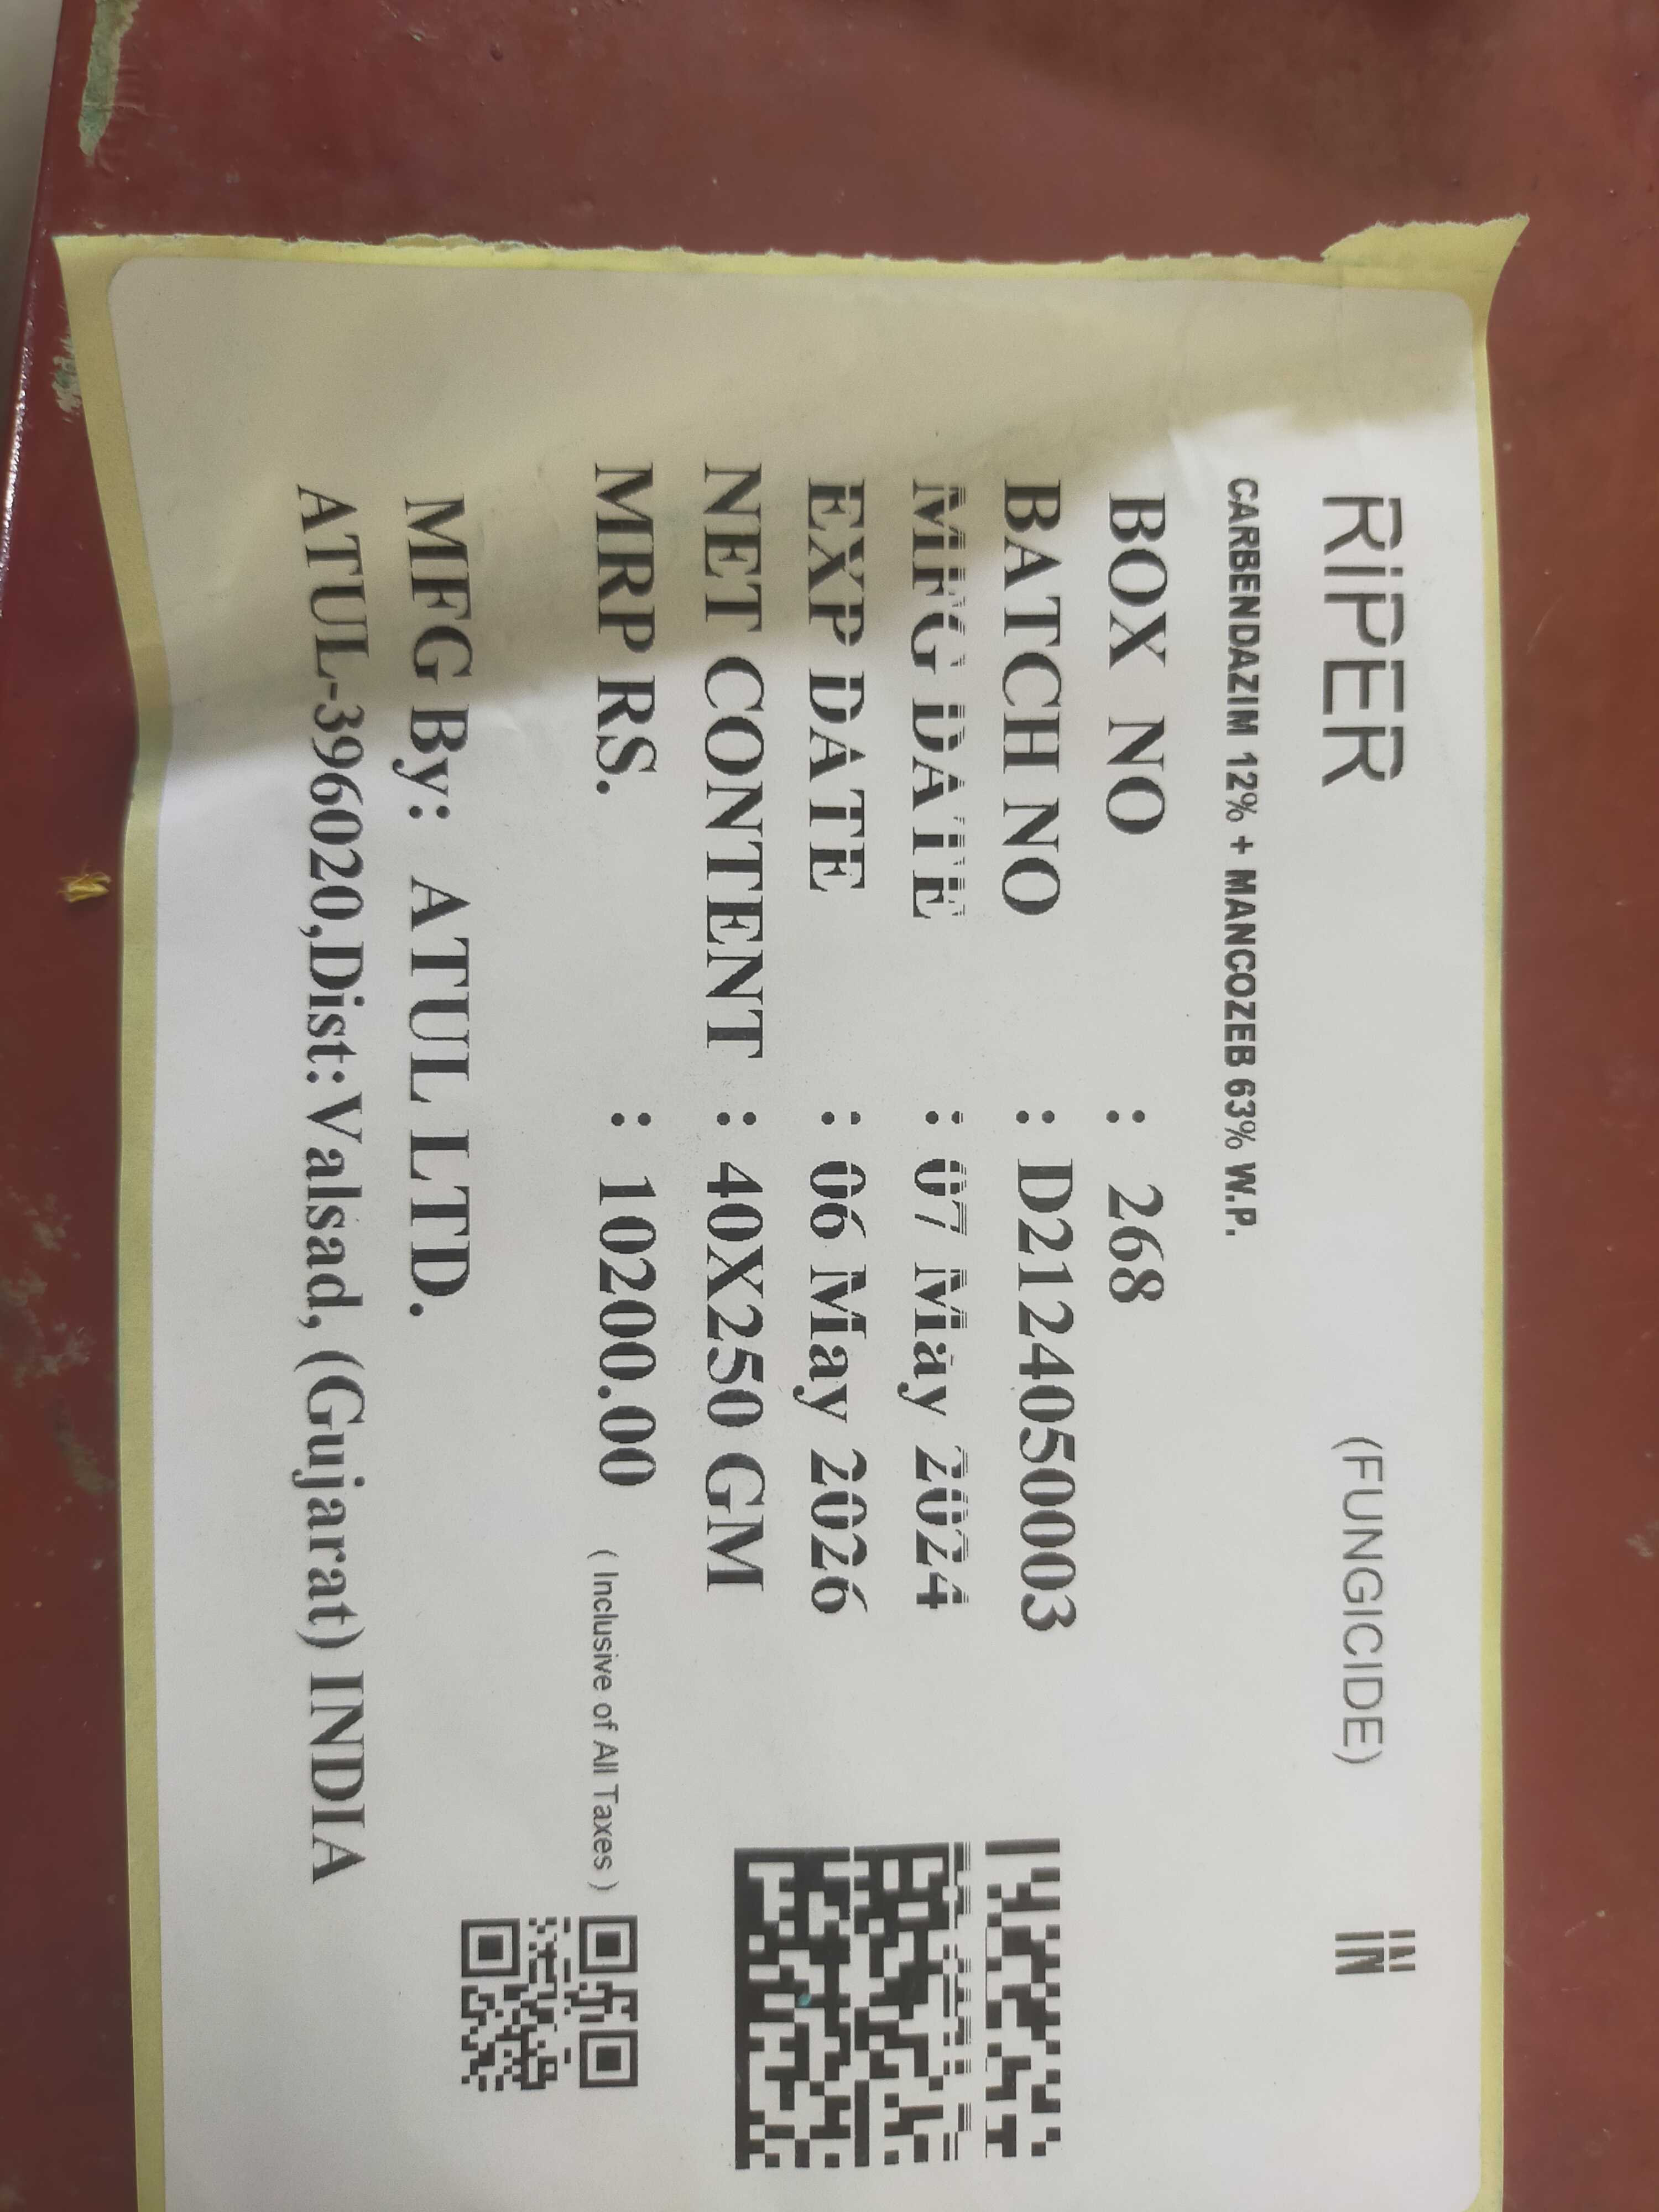 RiPER (FUNGICIDE) iN
CARBENDAZIM 12% + MANCOZEB 63% W.P.
BOX NO : 268
BATCH NO : D2124050003
MFG DATE : 07 May 2024
EXP DATE : 06 May 2026
NET CONTENT : 40X250 GM
MRP RS. : 10200.00 ( Inclusive of All Taxes )
MFG By: ATUL LTD.
ATUL-396020,Dist:Valsad, (Gujarat) INDIA